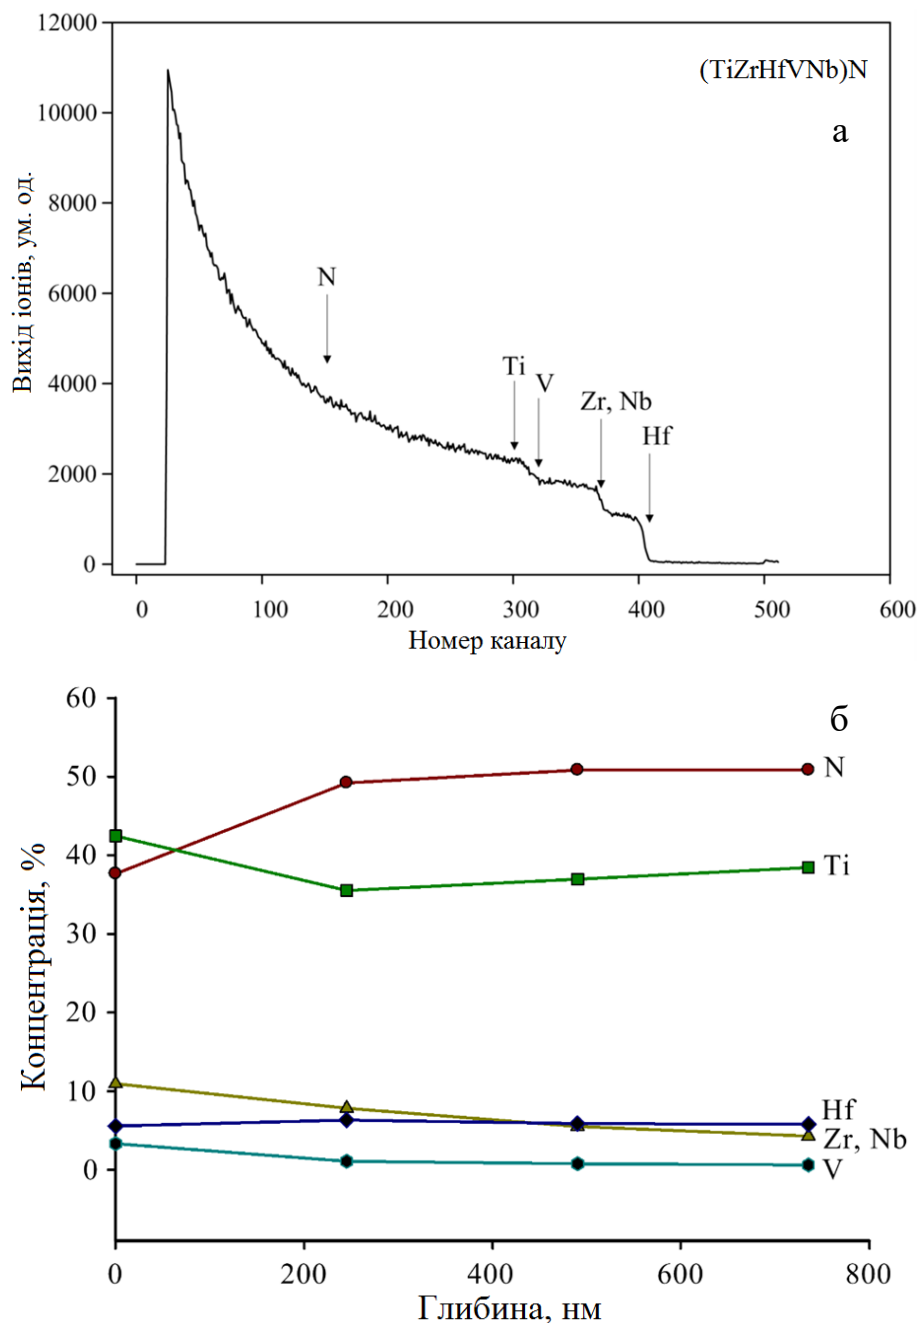 12000
(TiZrHfVNb)N
а
10000
8000
6000
4000
2000
0
Вихід іонів, ум. од.
N
Ti
V
Zr, Nb
Hf
0 100 200 300 400 500 600
Номер каналу
60
50
40
30
20
10
0
Концентрація, %
б
N
Ti
Hf
Zr, Nb
V
0 200 400 600 800
Глибина, нм